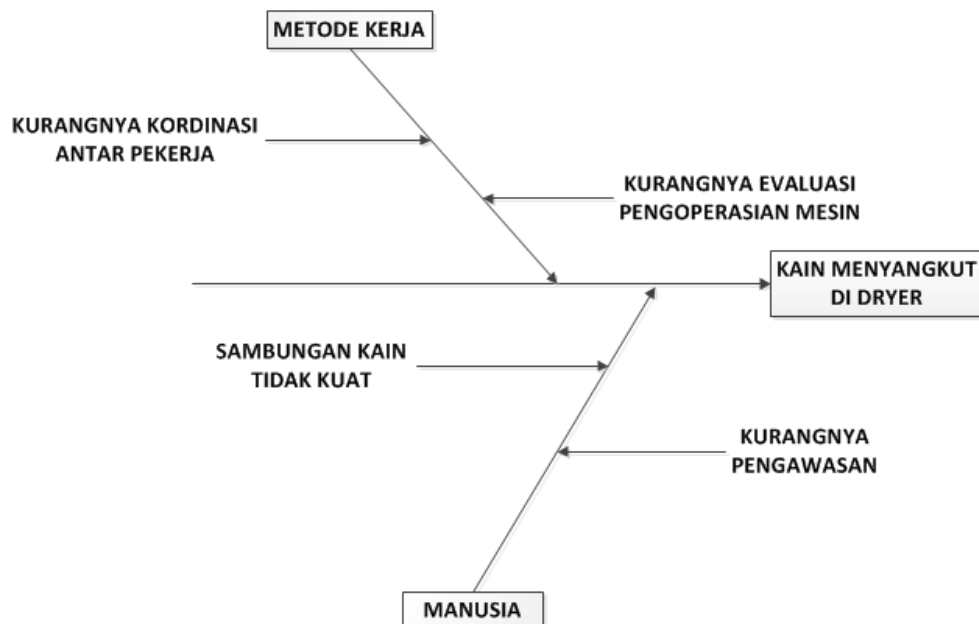 METODE KERJA
KURANGNYA KORDINASI
ANTAR PEKERJA
KURANGNYA EVALUASI
PENGOPERASIAN MESIN
KAIN MENYANGKUT
DI DRYER
SAMBUNGAN KAIN
TIDAK KUAT
KURANGNYA
PENGAWASAN
MANUSIA